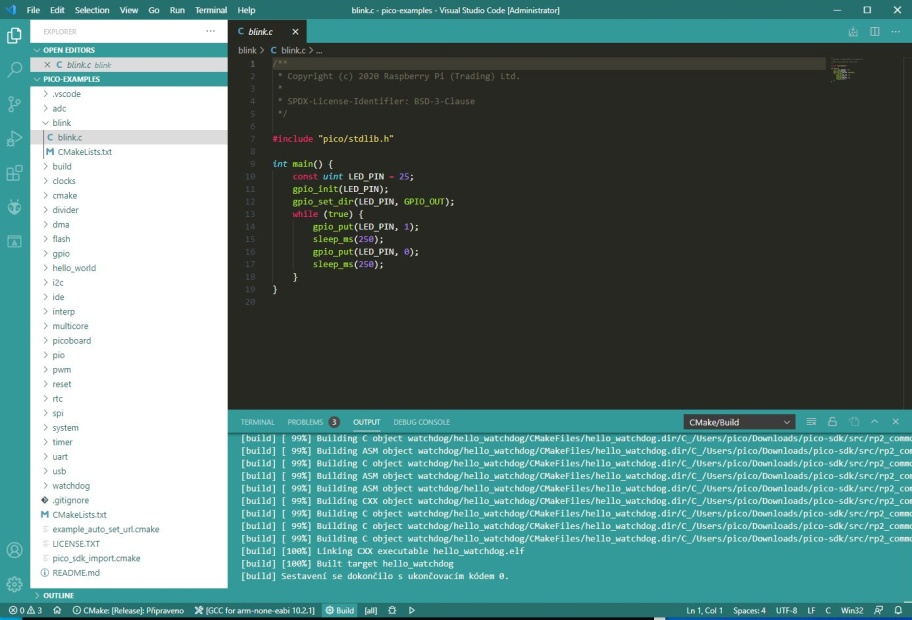 File Edit Selection View Go Run Terminal Help
blink.c - pico-examples - Visual Studio Code [Administrator]
EXPLORER
OPEN EDITORS
C blink.c blink
PICO-EXAMPLES
.vscode
adc
blink
C blink.c
M CMakeLists.txt
build
clocks
cmake
divider
dma
flash
gpio
hello_world
i2c
ide
interp
multicore
picoboard
pio
pwm
reset
rtc
spi
system
timer
uart
usb
watchdog
.gitignore
M CMakeLists.txt
example_auto_set_url.cmake
LICENSE.TXT
pico_sdk_import.cmake
README.md
OUTLINE
C blink.c
blink > C blink.c > ...
1 /**
2  * Copyright (c) 2020 Raspberry Pi (Trading) Ltd.
3  *
4  * SPDX-License-Identifier: BSD-3-Clause
5  */
6
7 #include "pico/stdlib.h"
8
9 int main() {
10     const uint LED_PIN = 25;
11     gpio_init(LED_PIN);
12     gpio_set_dir(LED_PIN, GPIO_OUT);
13     while (true) {
14         gpio_put(LED_PIN, 1);
15         sleep_ms(250);
16         gpio_put(LED_PIN, 0);
17         sleep_ms(250);
18     }
19 }
20
TERMINAL PROBLEMS 3 OUTPUT DEBUG CONSOLE CMake/Build
[build] [ 99%] Building C object watchdog/hello_watchdog/CMakeFiles/hello_watchdog.dir/C_/Users/pico/Downloads/pico-sdk/src/rp2_commo
[build] [ 99%] Building ASM object watchdog/hello_watchdog/CMakeFiles/hello_watchdog.dir/C_/Users/pico/Downloads/pico-sdk/src/rp2_com
[build] [ 99%] Building C object watchdog/hello_watchdog/CMakeFiles/hello_watchdog.dir/C_/Users/pico/Downloads/pico-sdk/src/rp2_commo
[build] [ 99%] Building ASM object watchdog/hello_watchdog/CMakeFiles/hello_watchdog.dir/C_/Users/pico/Downloads/pico-sdk/src/rp2_com
[build] [ 99%] Building ASM object watchdog/hello_watchdog/CMakeFiles/hello_watchdog.dir/C_/Users/pico/Downloads/pico-sdk/src/rp2_com
[build] [ 99%] Building CXX object watchdog/hello_watchdog/CMakeFiles/hello_watchdog.dir/C_/Users/pico/Downloads/pico-sdk/src/rp2_com
[build] [ 99%] Building C object watchdog/hello_watchdog/CMakeFiles/hello_watchdog.dir/C_/Users/pico/Downloads/pico-sdk/src/rp2_commo
[build] [ 99%] Building C object watchdog/hello_watchdog/CMakeFiles/hello_watchdog.dir/C_/Users/pico/Downloads/pico-sdk/src/rp2_commo
[build] [ 99%] Building C object watchdog/hello_watchdog/CMakeFiles/hello_watchdog.dir/C_/Users/pico/Downloads/pico-sdk/src/rp2_commo
[build] [100%] Linking CXX executable hello_watchdog.elf
[build] [100%] Built target hello_watchdog
[build] Sestavení se dokončilo s ukončovacím kódem 0.
0 3 CMake: [Release]: Připraveno [GCC for arm-none-eabi 10.2.1] Build [all] Ln 1, Col 1 Spaces: 4 UTF-8 LF C Win32